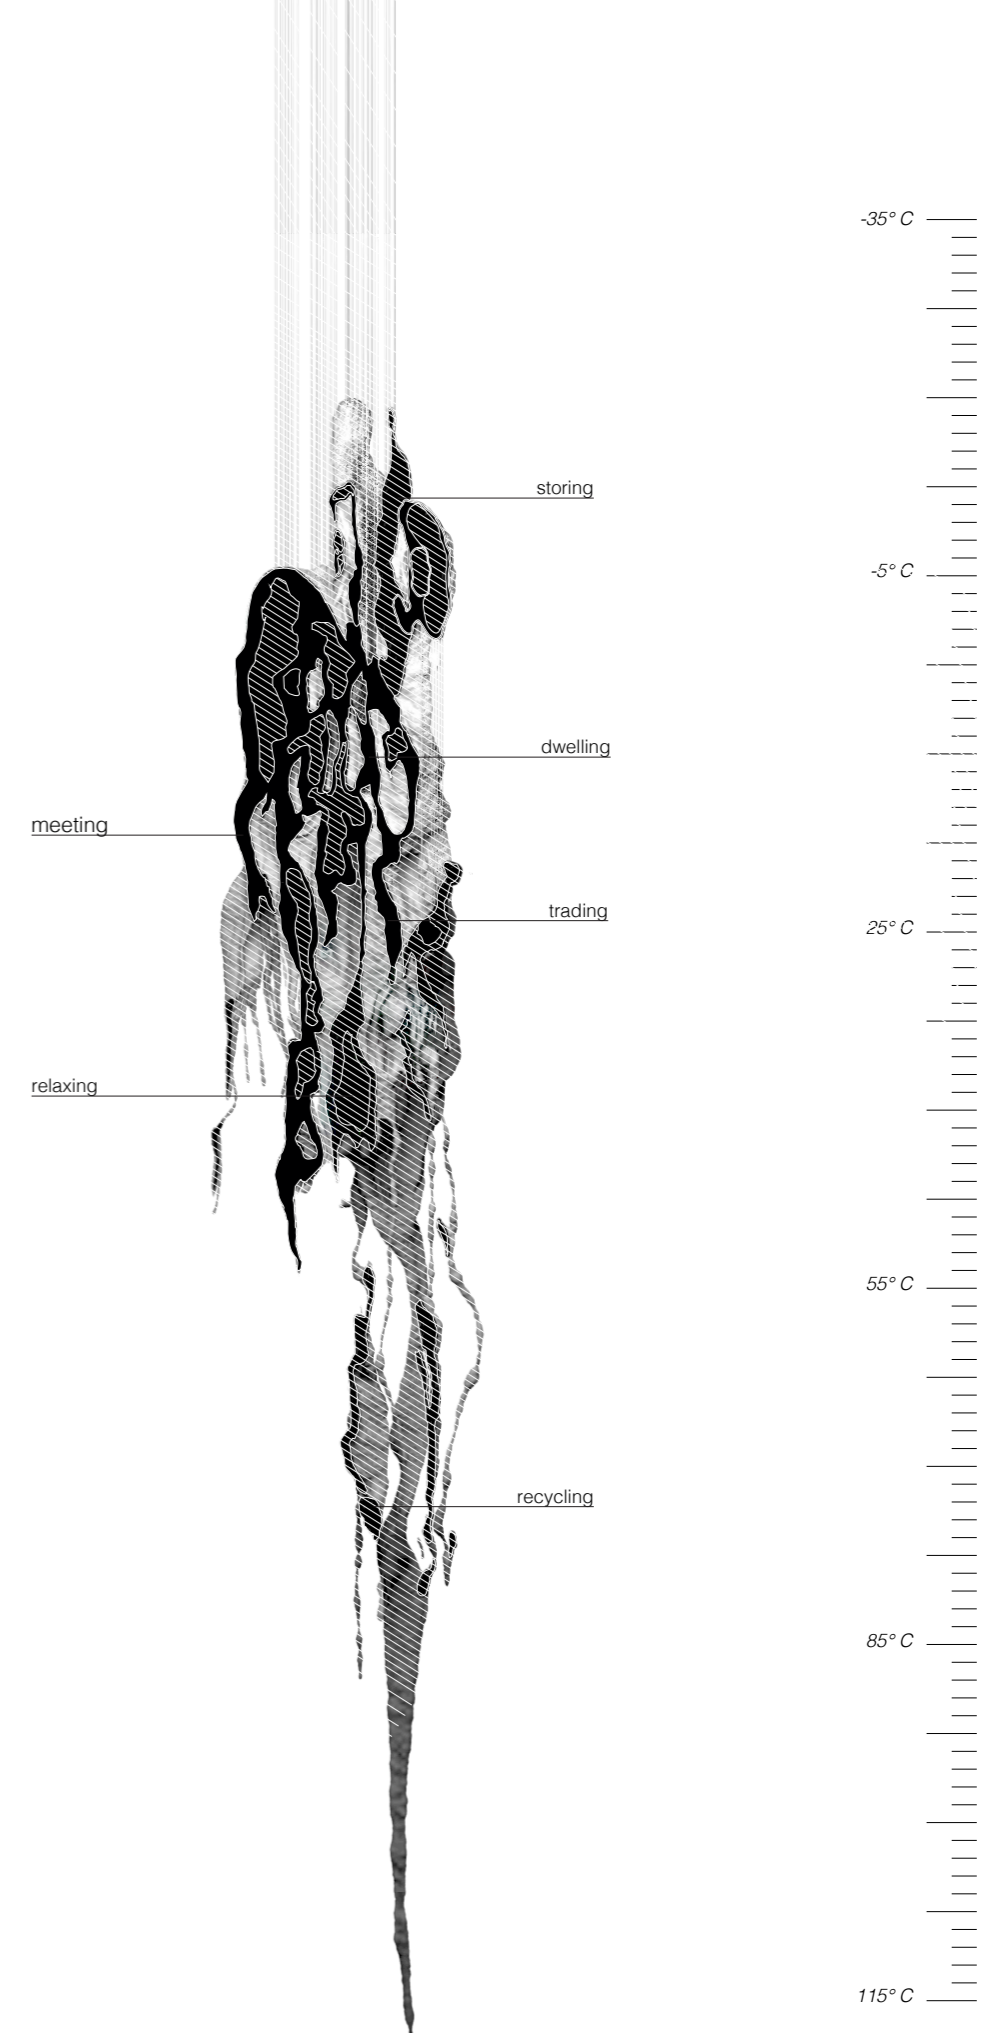 -35° C
storing
-5° C
dwelling
meeting
trading
25° C
relaxing
55° C
recycling
85° C
115° C